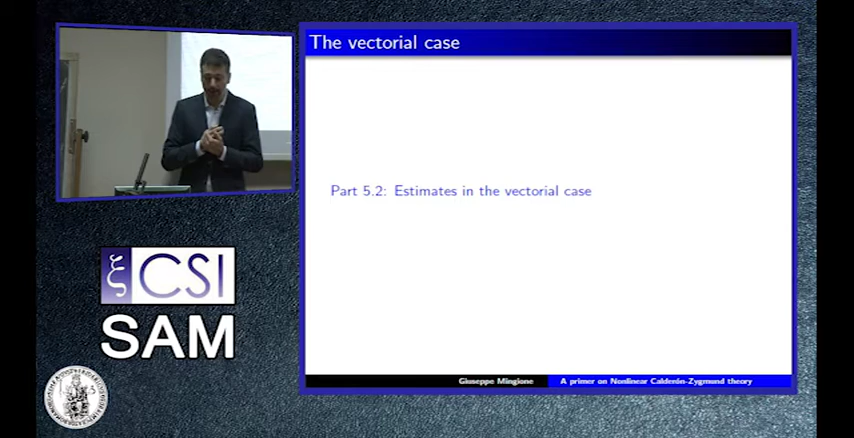 The vectorial case
Part 5.2: Estimates in the vectorial case
ξ CSI
SAM
Giuseppe Mingione
A primer on Nonlinear Calderón-Zygmund theory